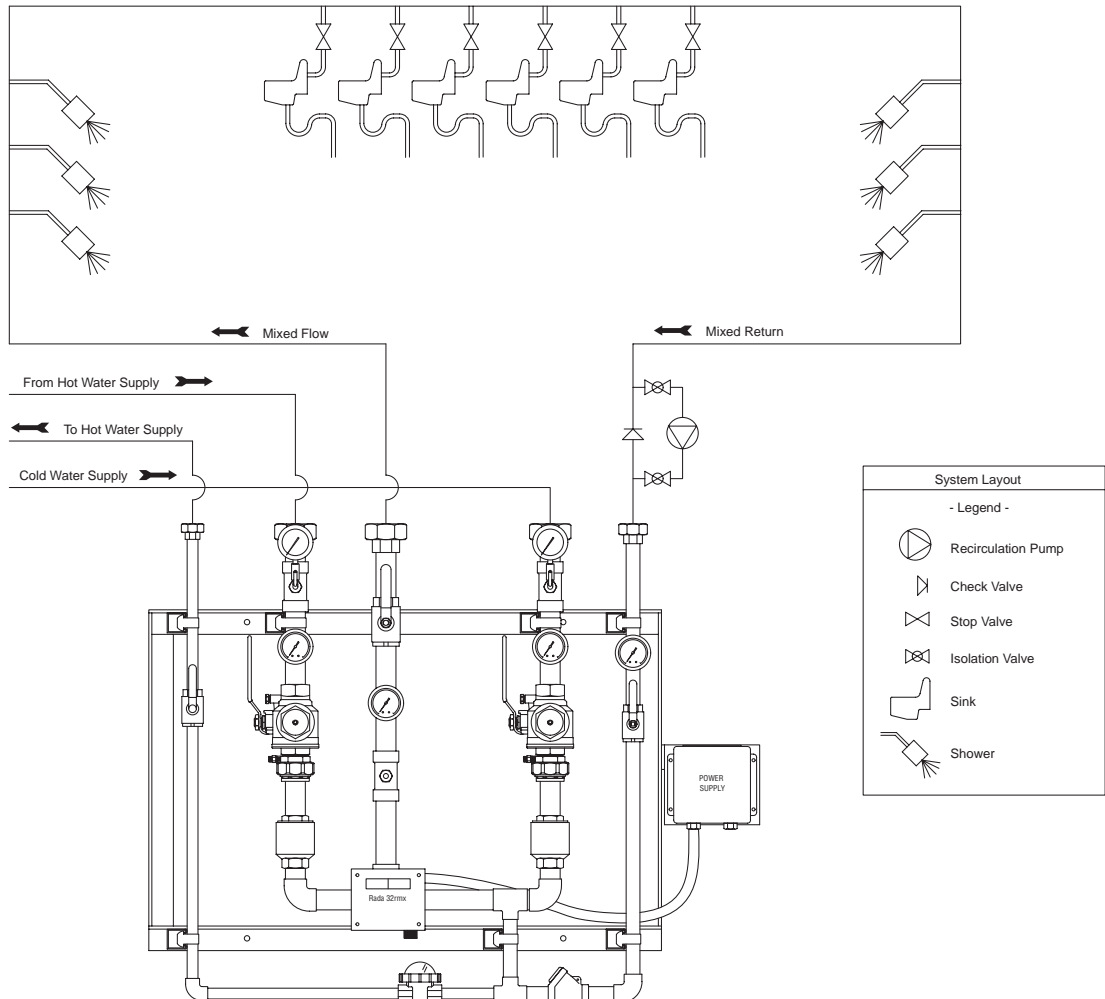 Mixed Flow
Mixed Return
From Hot Water Supply
To Hot Water Supply
Cold Water Supply
System Layout
- Legend -
Recirculation Pump
Check Valve
Stop Valve
Isolation Valve
Sink
Shower
POWER
SUPPLY
Rada 32rmx